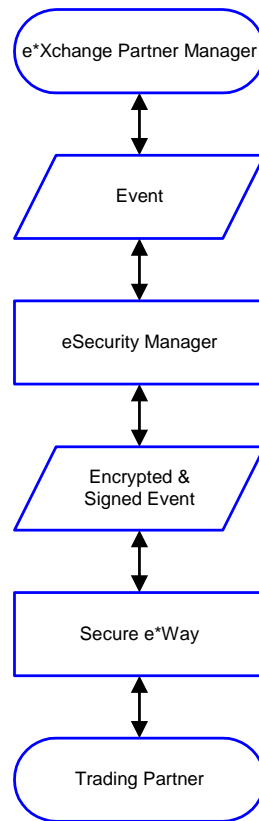 e*Xchange Partner Manager
Event
eSecurity Manager
Encrypted &
Signed Event
Secure e*Way
Trading Partner